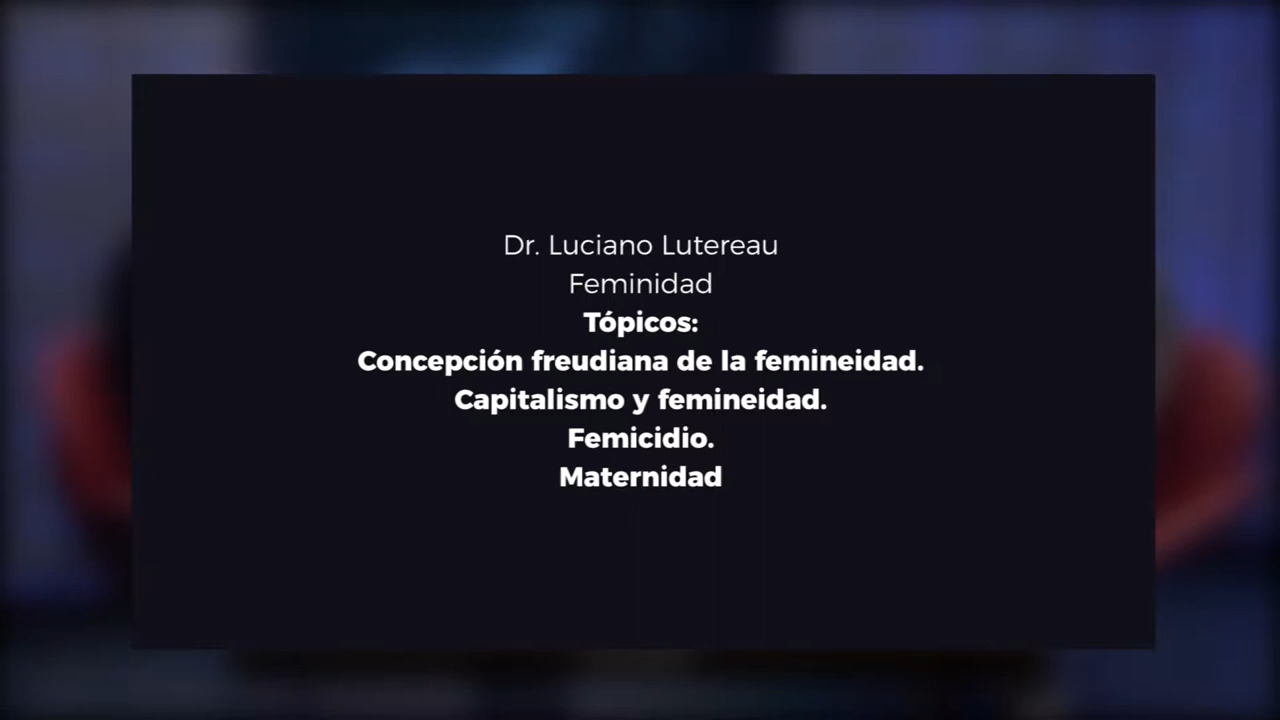 Dr. Luciano Lutereau
Feminidad
Tópicos:
Concepción freudiana de la femineidad.
Capitalismo y femineidad.
Femicidio.
Maternidad